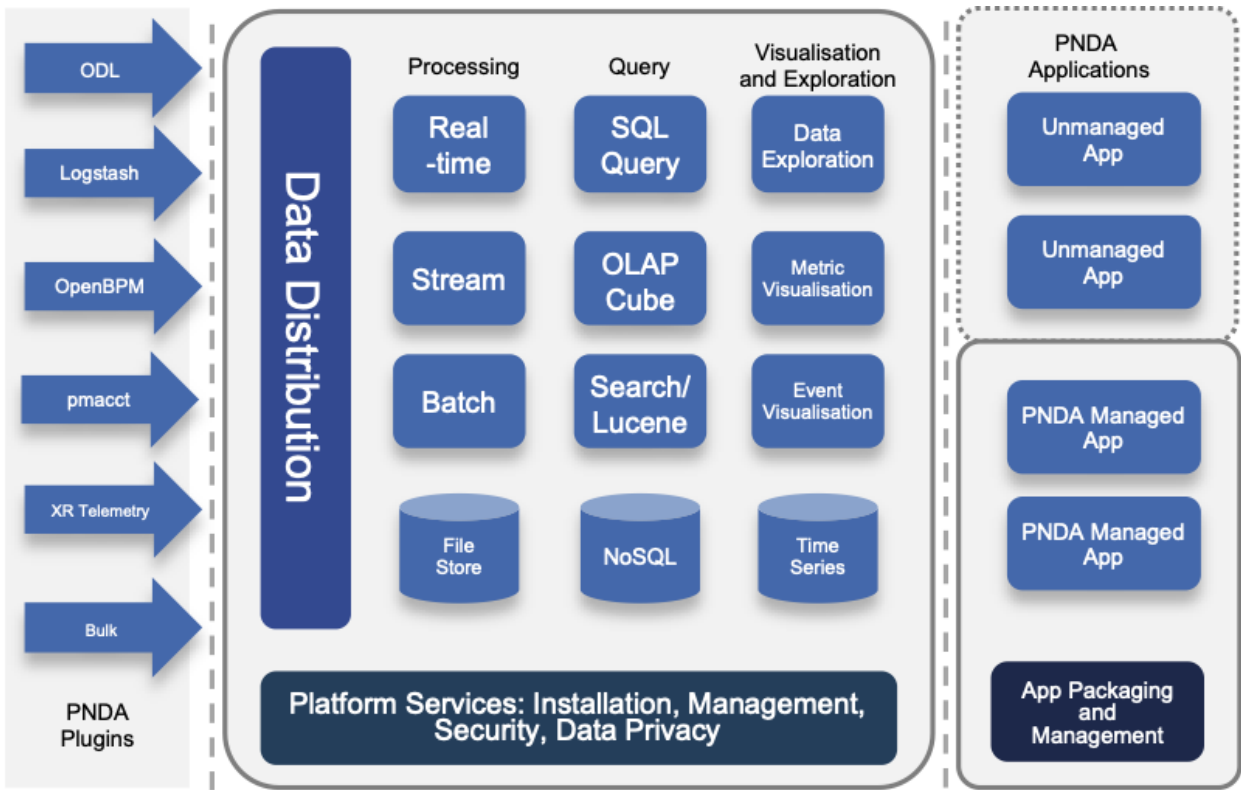 ODL
Logstash
OpenBPM
pmacct
XR Telemetry
Bulk
PNDA
Plugins
Data Distribution
Processing
Real
-time
Stream
Batch
File
Store
Query
SQL
Query
OLAP
Cube
Search/
Lucene
NoSQL
Visualisation
and Exploration
Data
Exploration
Metric
Visualisation
Event
Visualisation
Time
Series
Platform Services: Installation, Management,
Security, Data Privacy
PNDA
Applications
Unmanaged
App
Unmanaged
App
PNDA Managed
App
PNDA Managed
App
App Packaging
and
Management